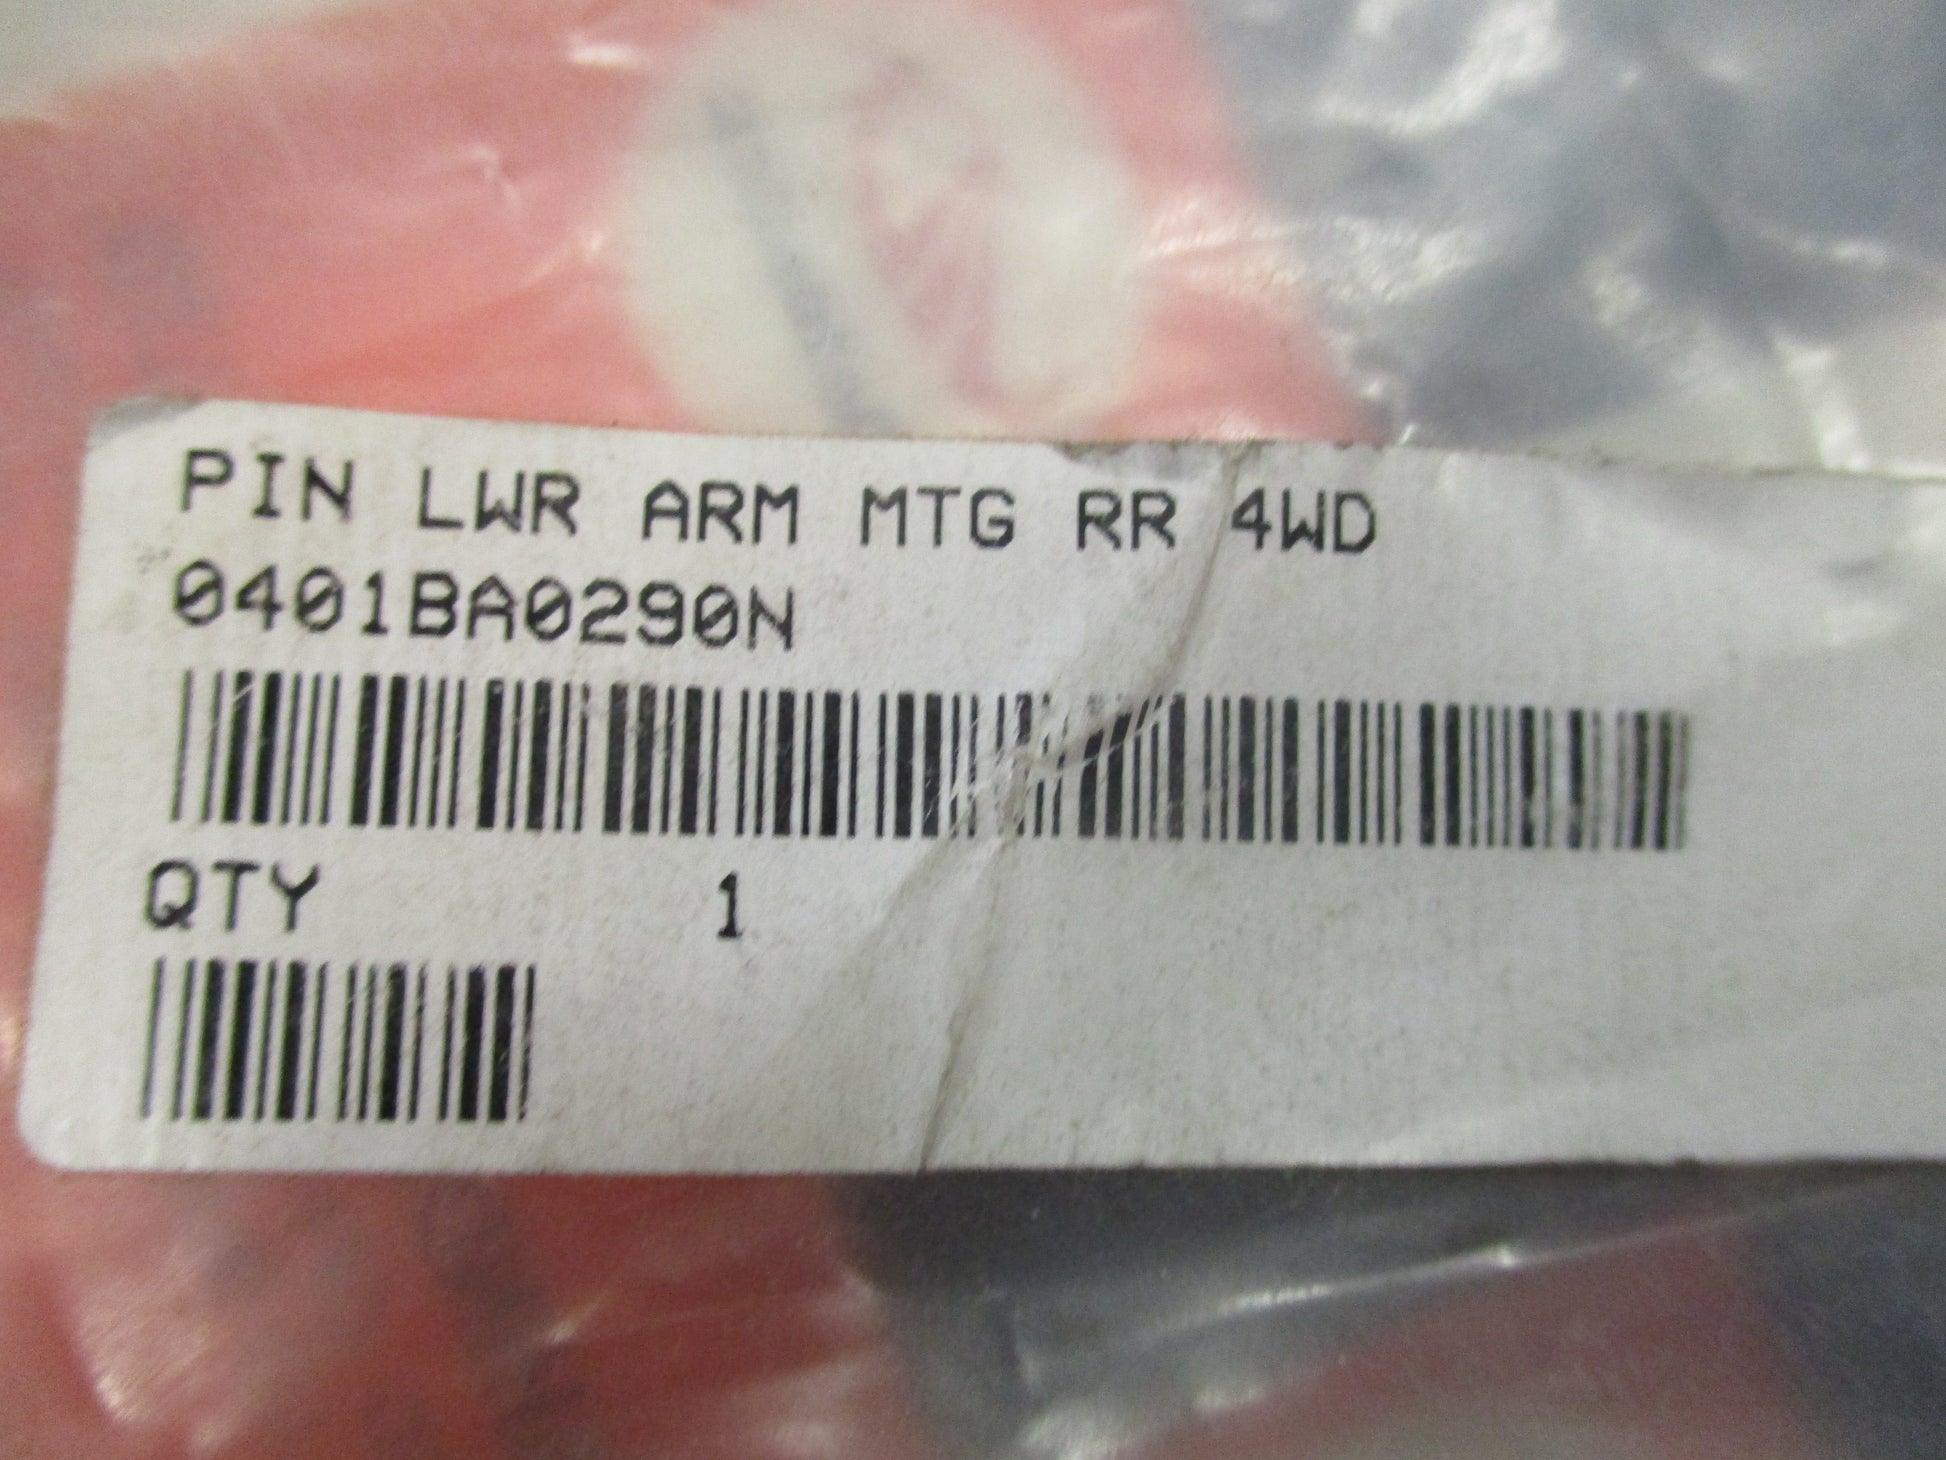 PIN LWR ARM MTG RR 4WD
0401BA0290N
QTY 1